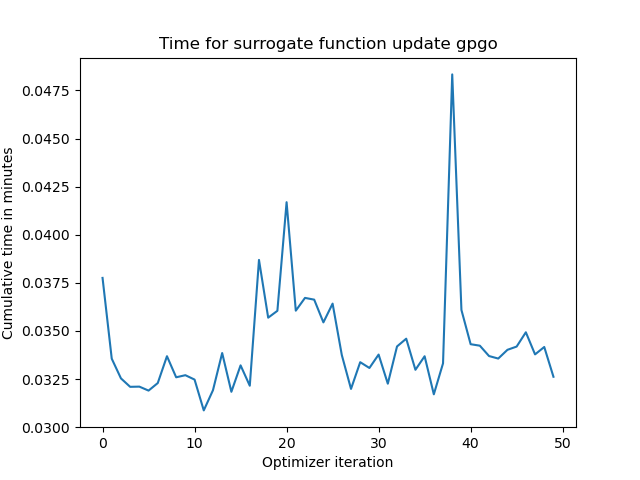 Time for surrogate function update gpgo
Cumulative time in minutes
0.0475
0.0450
0.0425
0.0400
0.0375
0.0350
0.0325
0.0300
0 10 20 30 40 50
Optimizer iteration